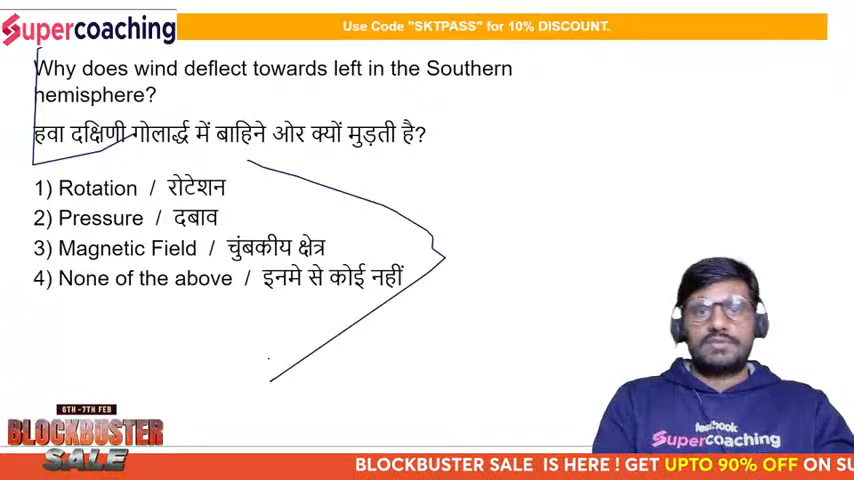 Supercoaching
Use Code "SKTPASS" for 10% DISCOUNT.
Why does wind deflect towards left in the Southern
hemisphere?
हवा दक्षिणी गोलार्द्ध में बाहिने ओर क्यों मुड़ती है?
1) Rotation / रोटेशन
2) Pressure / दबाव
3) Magnetic Field / चुंबकीय क्षेत्र
4) None of the above / इनमे से कोई नहीं
testbook
Supercoaching
6TH - 7TH FEB
BLOCKBUSTER
SALE
BLOCKBUSTER SALE IS HERE ! GET UPTO 90% OFF ON SU